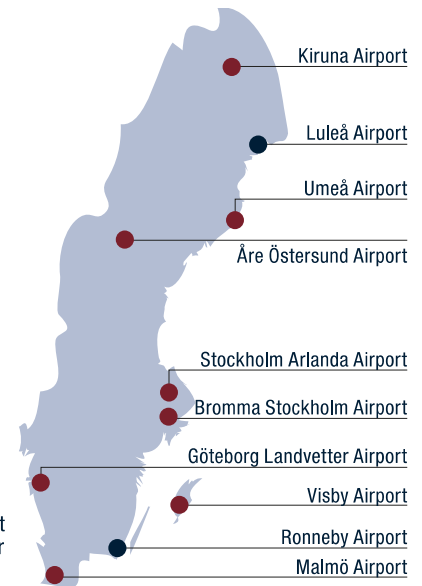 Kiruna Airport
Luleå Airport
Umeå Airport
Åre Östersund Airport
Stockholm Arlanda Airport
Bromma Stockholm Airport
Göteborg Landvetter Airport
Visby Airport
Ronneby Airport
Malmö Airport